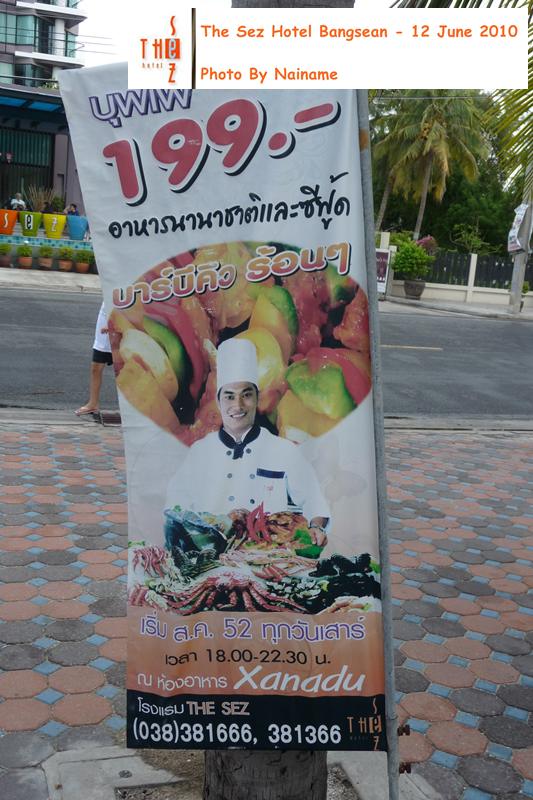 The Sez Hotel Bangsean - 12 June 2010
Photo By Nainame
THE SEZ
hotel
บุฟเฟ่
199.-
อาหารนานาชาติและซีฟู้ด
บาร์บีคิว ร้อนๆ
sez
เริ่ม ส.ค. 52 ทุกวันเสาร์
เวลา 18.00-22.30 น.
ณ ห้องอาหาร Xanadu
โรงแรม THE SEZ
(038)381666, 381366
THE SEZ
hotel